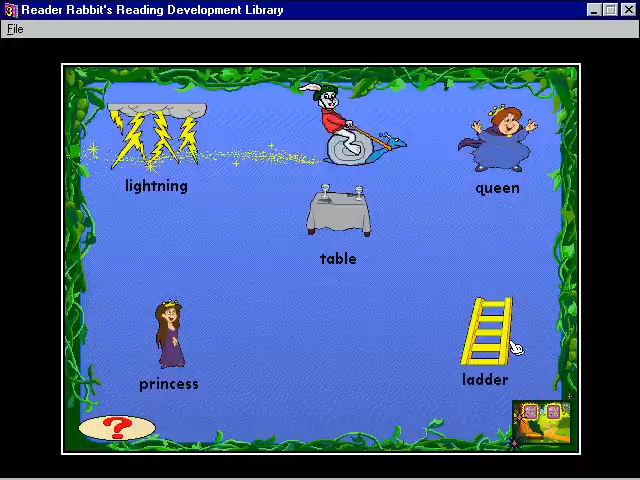 Reader Rabbit's Reading Development Library
File
lightning
queen
table
princess
ladder
?